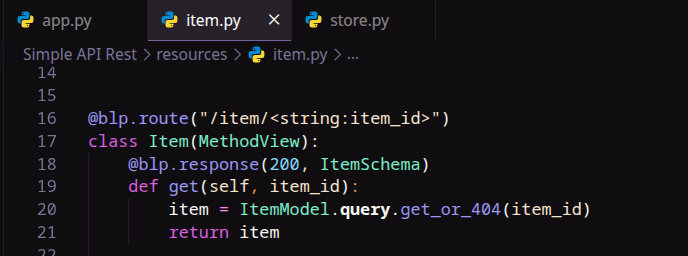 app.py item.py × store.py
Simple API Rest > resources > item.py > ...
14
15
16 @blp.route("/item/<string:item_id>")
17 class Item(MethodView):
18 @blp.response(200, ItemSchema)
19 def get(self, item_id):
20 item = ItemModel.query.get_or_404(item_id)
21 return item
22